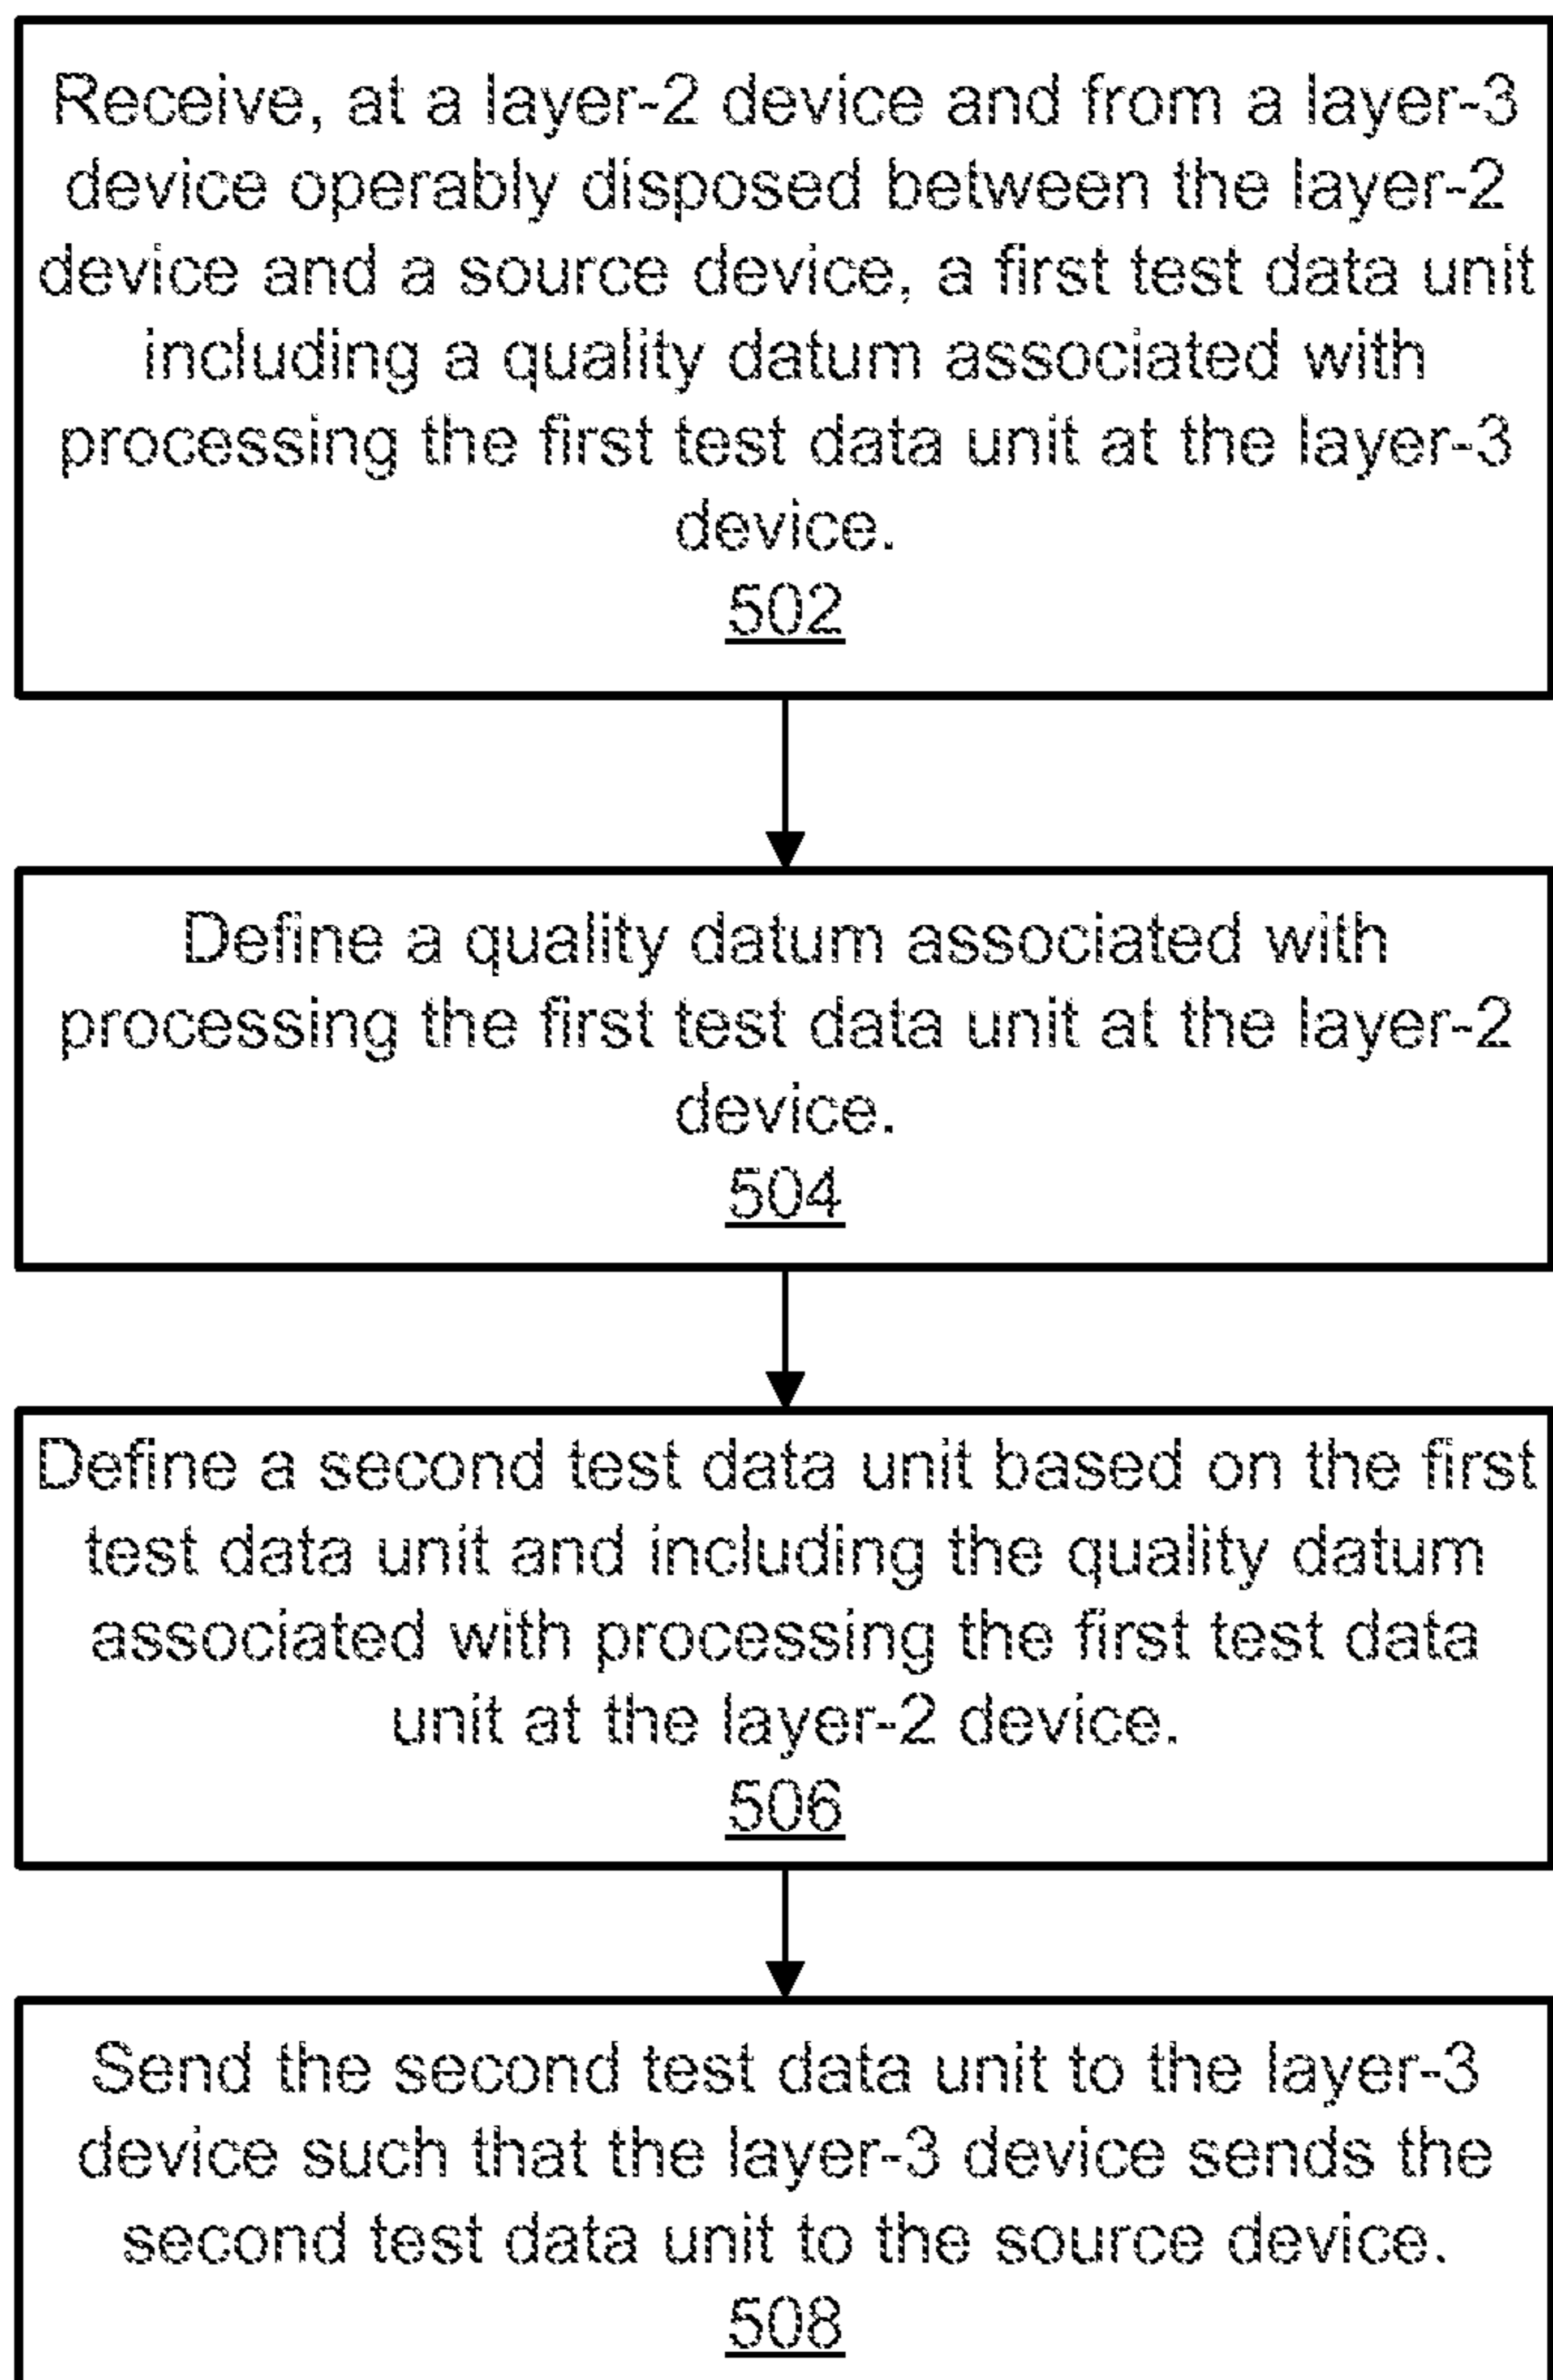 Receive, at a layer-2 device and from a layer-3
device operably disposed between the layer-2
device and a source device, a first test data unit
including a quality datum associated with
processing the first test data unit at the layer-3
device.
502
Define a quality datum associated with
processing the first test data unit at the layer-2
device.
504
Define a second test data unit based on the first
test data unit and including the quality datum
associated with processing the first test data
unit at the layer-2 device.
506
Send the second test data unit to the layer-3
device such that the layer-3 device sends the
second test data unit to the source device.
508